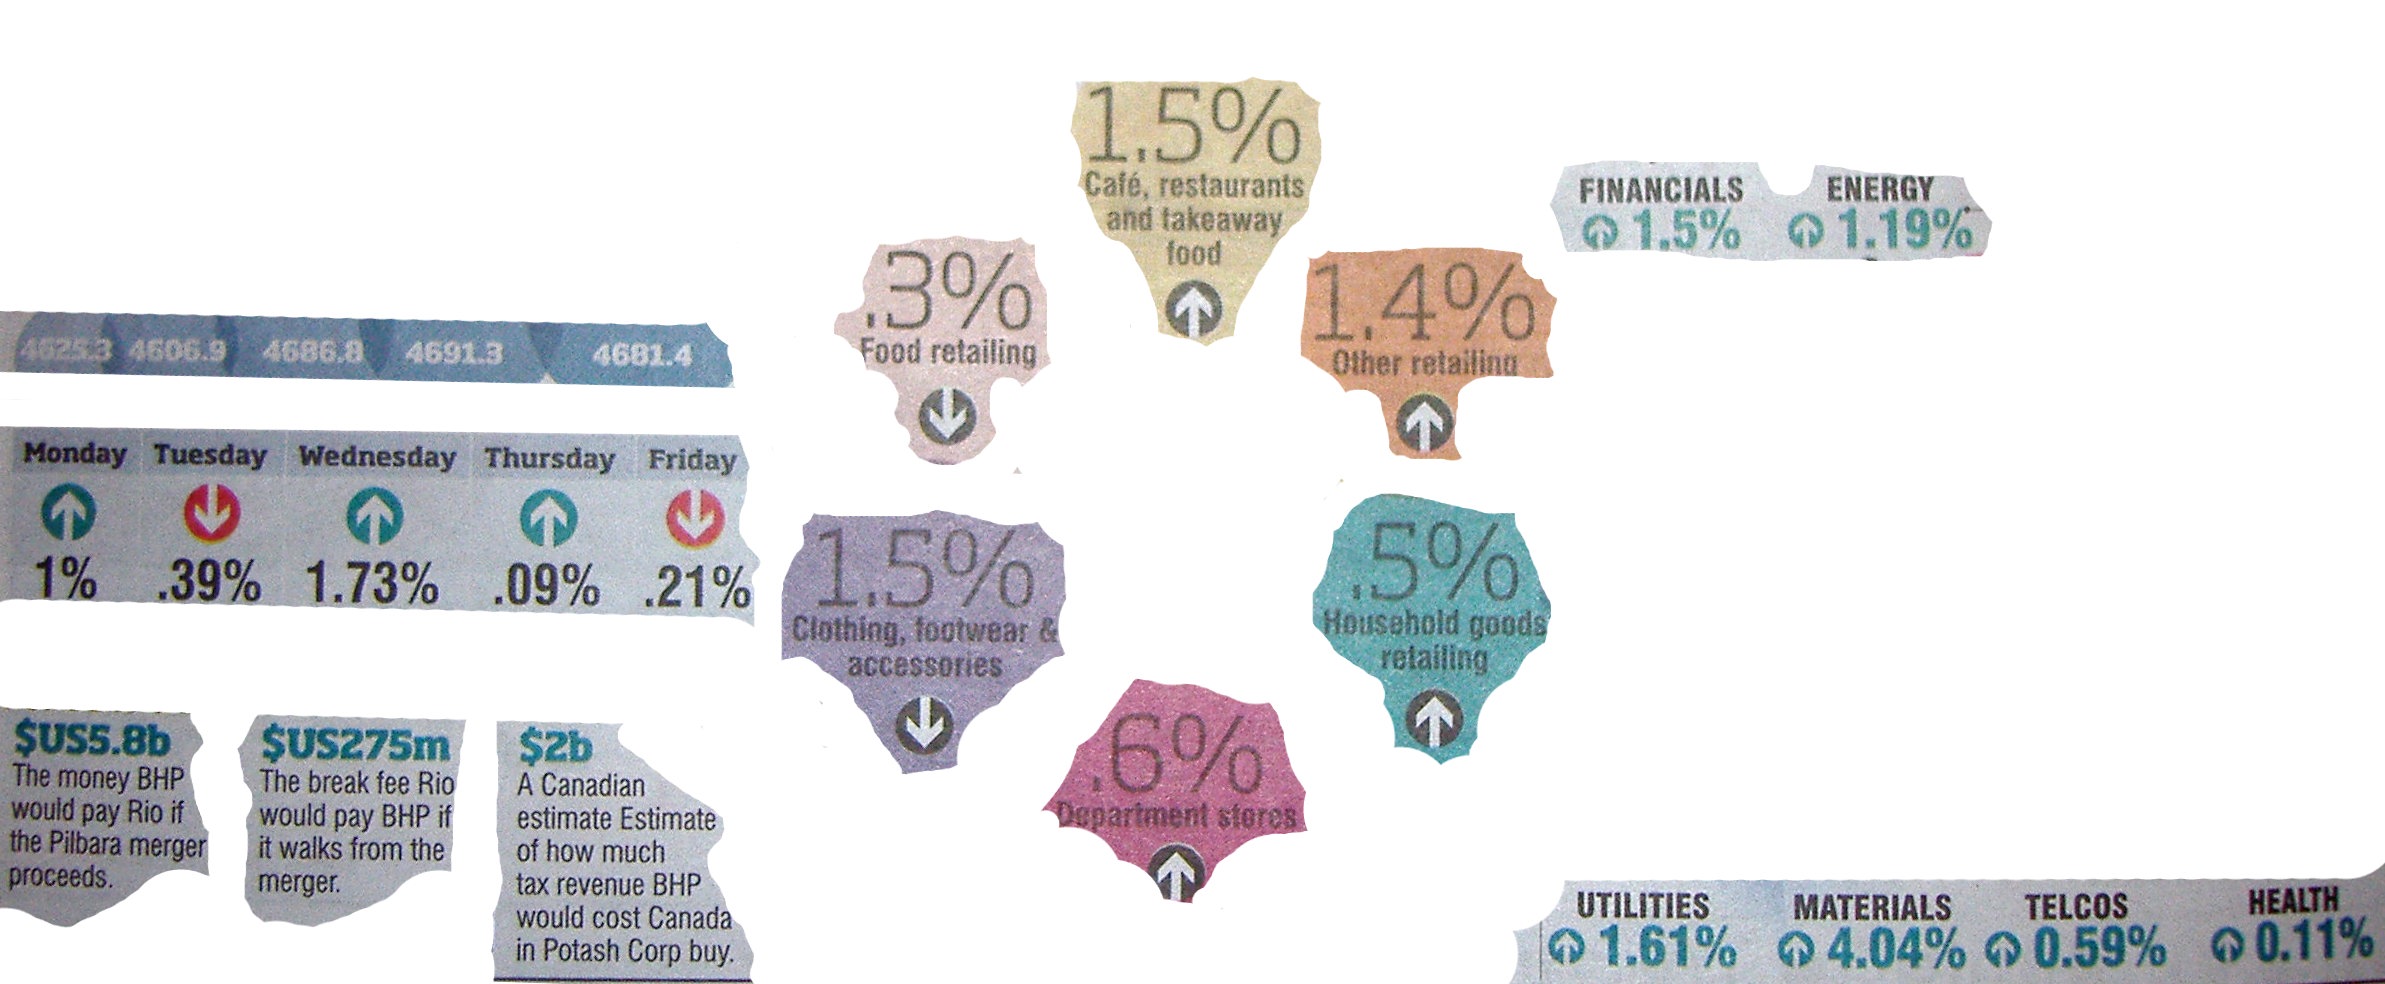 1.5%
Café, restaurants
and takeaway
food
.3%
Food retailing
1.4%
Other retailing
FINANCIALS ENERGY
1.5% 1.19%
4625.3 4606.9 4686.8 4691.3 4681.4
Monday Tuesday Wednesday Thursday Friday
1% .39% 1.73% .09% .21%
1.5%
Clothing, footwear &
accessories
.5%
Household goods
retailing
.6%
Department stores
$US5.8b
The money BHP
would pay Rio if
the Pilbara merger
proceeds.
$US275m
The break fee Rio
would pay BHP if
it walks from the
merger.
$2b
A Canadian
estimate Estimate
of how much
tax revenue BHP
would cost Canada
in Potash Corp buy.
UTILITIES MATERIALS TELCOS HEALTH
1.61% 4.04% 0.59% 0.11%